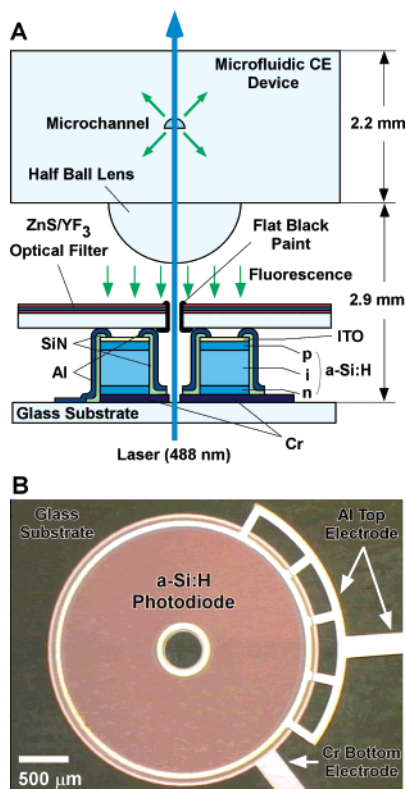 A
Microfluidic CE
Device
Microchannel
2.2 mm
Half Ball Lens
ZnS/YF3
Optical Filter
Flat Black
Paint
Fluorescence
2.9 mm
SiN
Al
ITO
p
i
a-Si:H
n
Glass Substrate
Cr
Laser (488 nm)
B
Glass
Substrate
Al Top
Electrode
a-Si:H
Photodiode
500 μm
Cr Bottom
Electrode